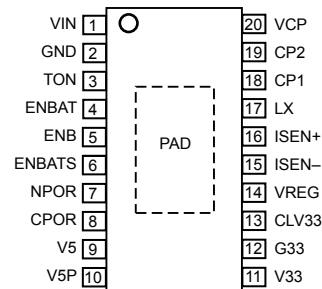 VIN 1
GND 2
TON 3
ENBAT 4
ENB 5
ENBATS 6
NPOR 7
CPOR 8
V5 9
V5P 10
PAD
20 VCP
19 CP2
18 CP1
17 LX
16 ISEN+
15 ISEN–
14 VREG
13 CLV33
12 G33
11 V33